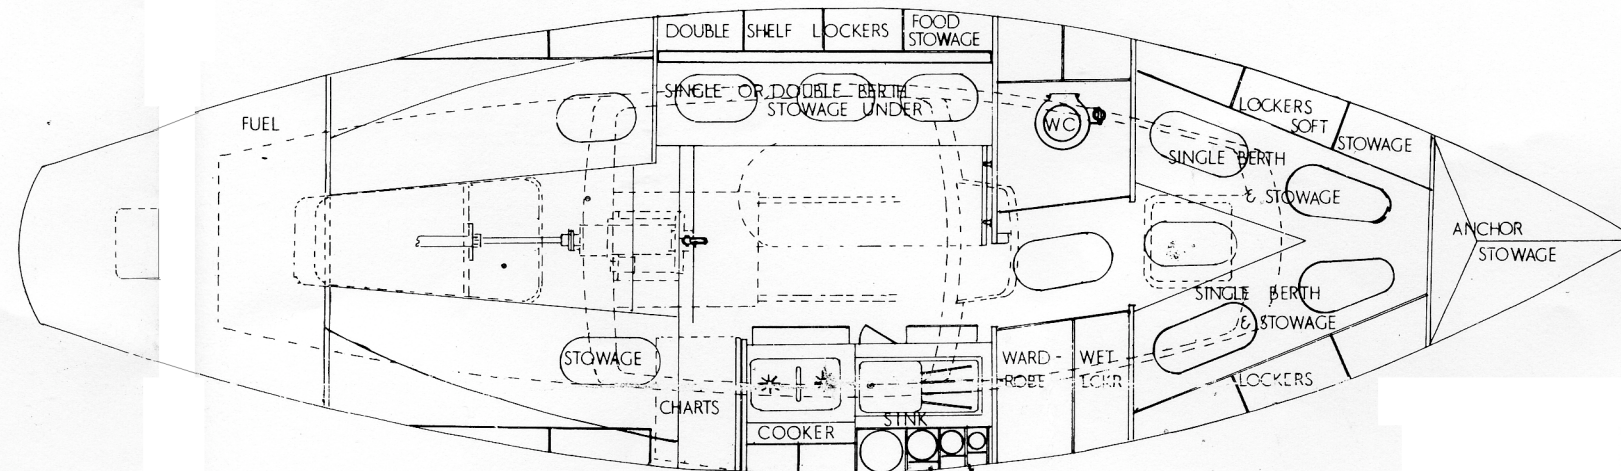 DOUBLE SHELF LOCKERS
FOOD
STOWAGE
SINGLE OR DOUBLE BERTH
STOWAGE UNDER
FUEL
WC
LOCKERS
SOFT
STOWAGE
SINGLE BERTH
& STOWAGE
ANCHOR
STOWAGE
SINGLE BERTH
& STOWAGE
STOWAGE
WARD-
ROBE
WET
LCKR
LOCKERS
CHARTS
COOKER
SINK